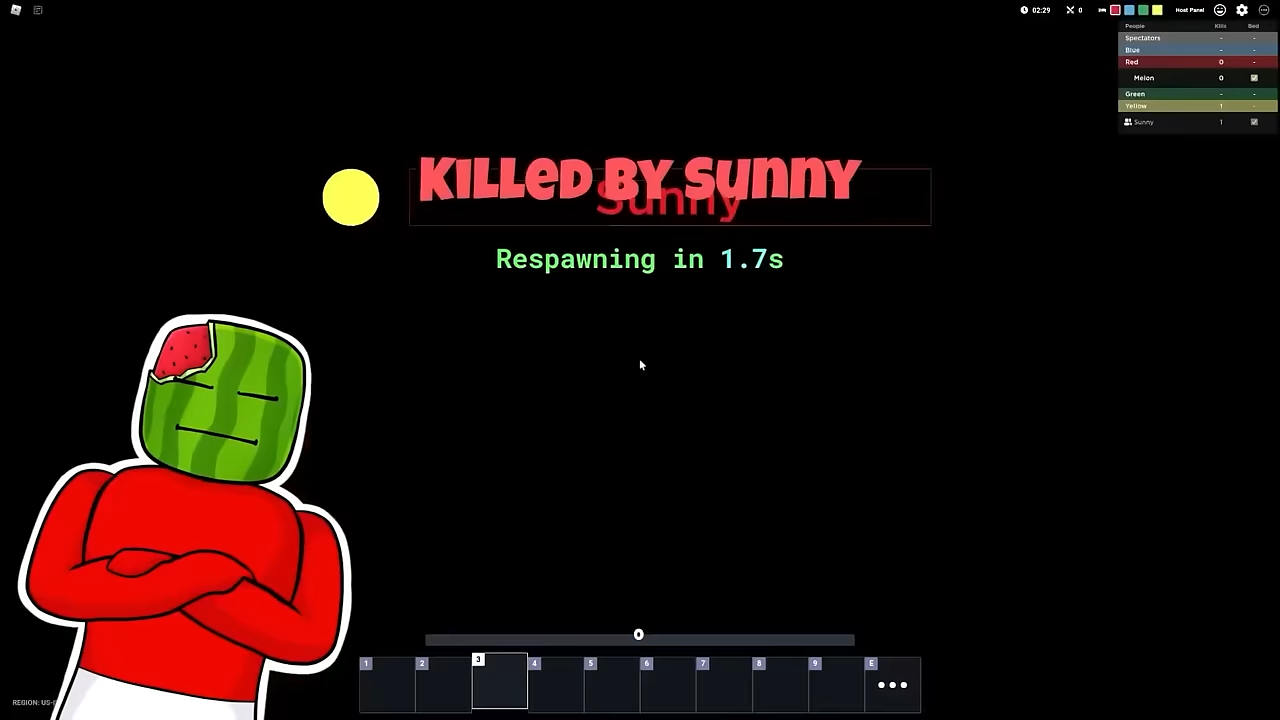 02:29 0 Host Panel
People Kills Bed
Spectators - -
Blue - -
Red 0 -
Melon 0
Green - -
Yellow 1 -
Sunny 1
KILLED BY SUNNY
Sunny
Respawning in 1.7s
0
1 2 3 4 5 6 7 8 9 E
REGION: US-